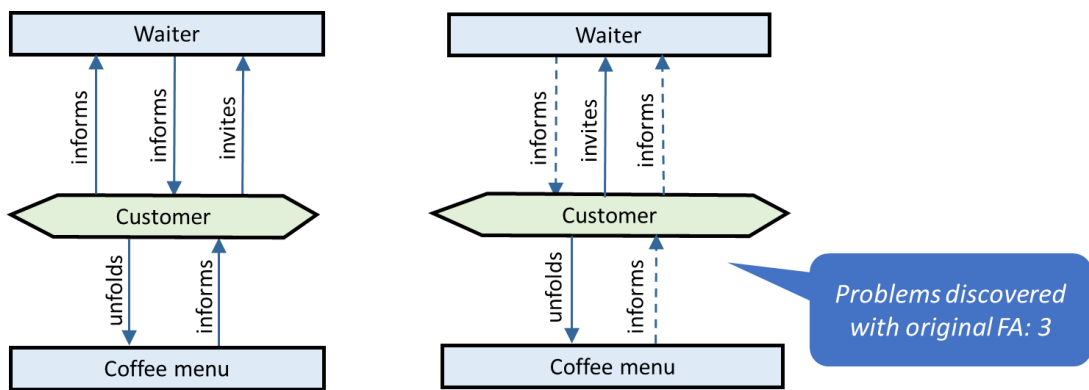 Waiter
informs
informs
invites
Customer
unfolds
informs
Coffee menu
Waiter
informs
invites
informs
Customer
unfolds
informs
Coffee menu
Problems discovered
with original FA: 3